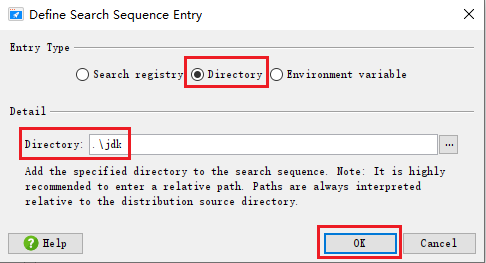 Define Search Sequence Entry
Entry Type
Search registry Directory Environment variable
Detail
Directory: .\jdk ...
Add the specified directory to the search sequence. Note: It is highly
recommended to enter a relative path. Paths are always interpreted
relative to the distribution source directory.
? Help OK Cancel